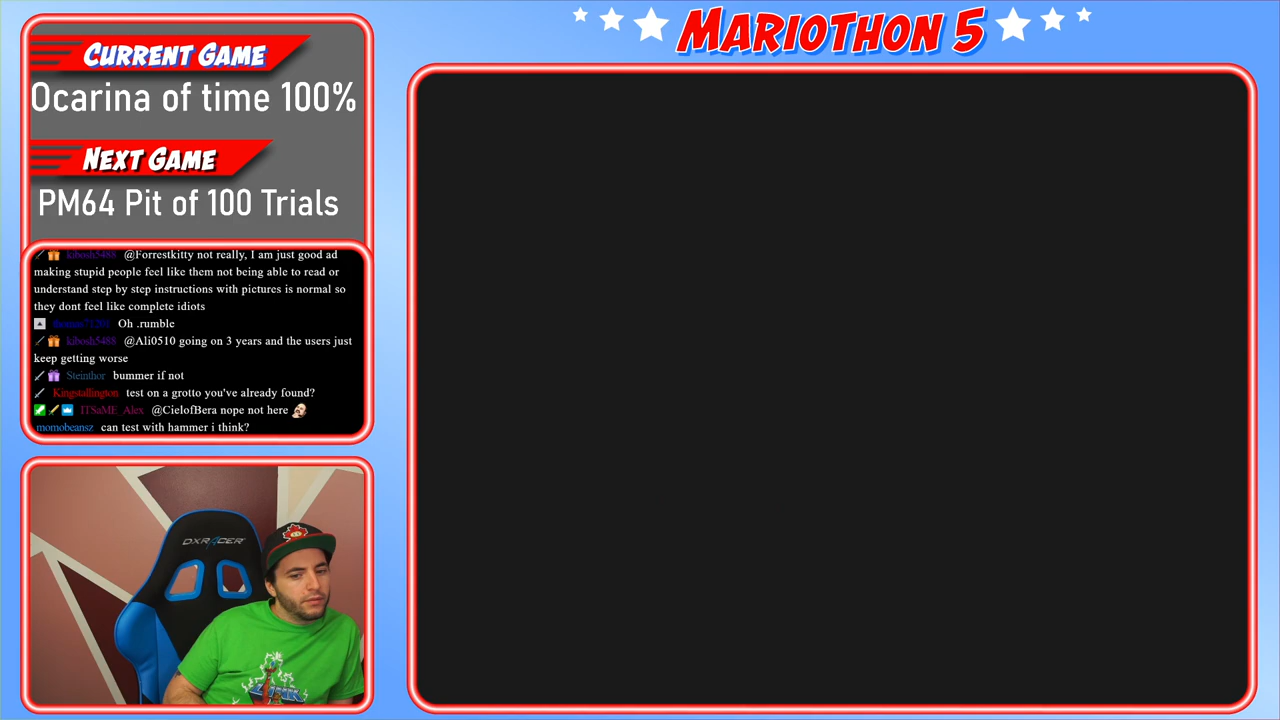 MARIOTHON 5
CURRENT GAME
Ocarina of time 100%
NEXT GAME
PM64 Pit of 100 Trials
kibosh5488 @Forrestkitty not really, I am just good ad
making stupid people feel like them not being able to read or
understand step by step instructions with pictures is normal so
they dont feel like complete idiots
Oh .rumble
kibosh5488 @Ali0510 going on 3 years and the users just
keep getting worse
Steinthor bummer if not
Kingstallington test on a grotto you've already found?
ITSaME_Alex @CielofBera nope not here
momobeansz can test with hammer i think?
DXRACER